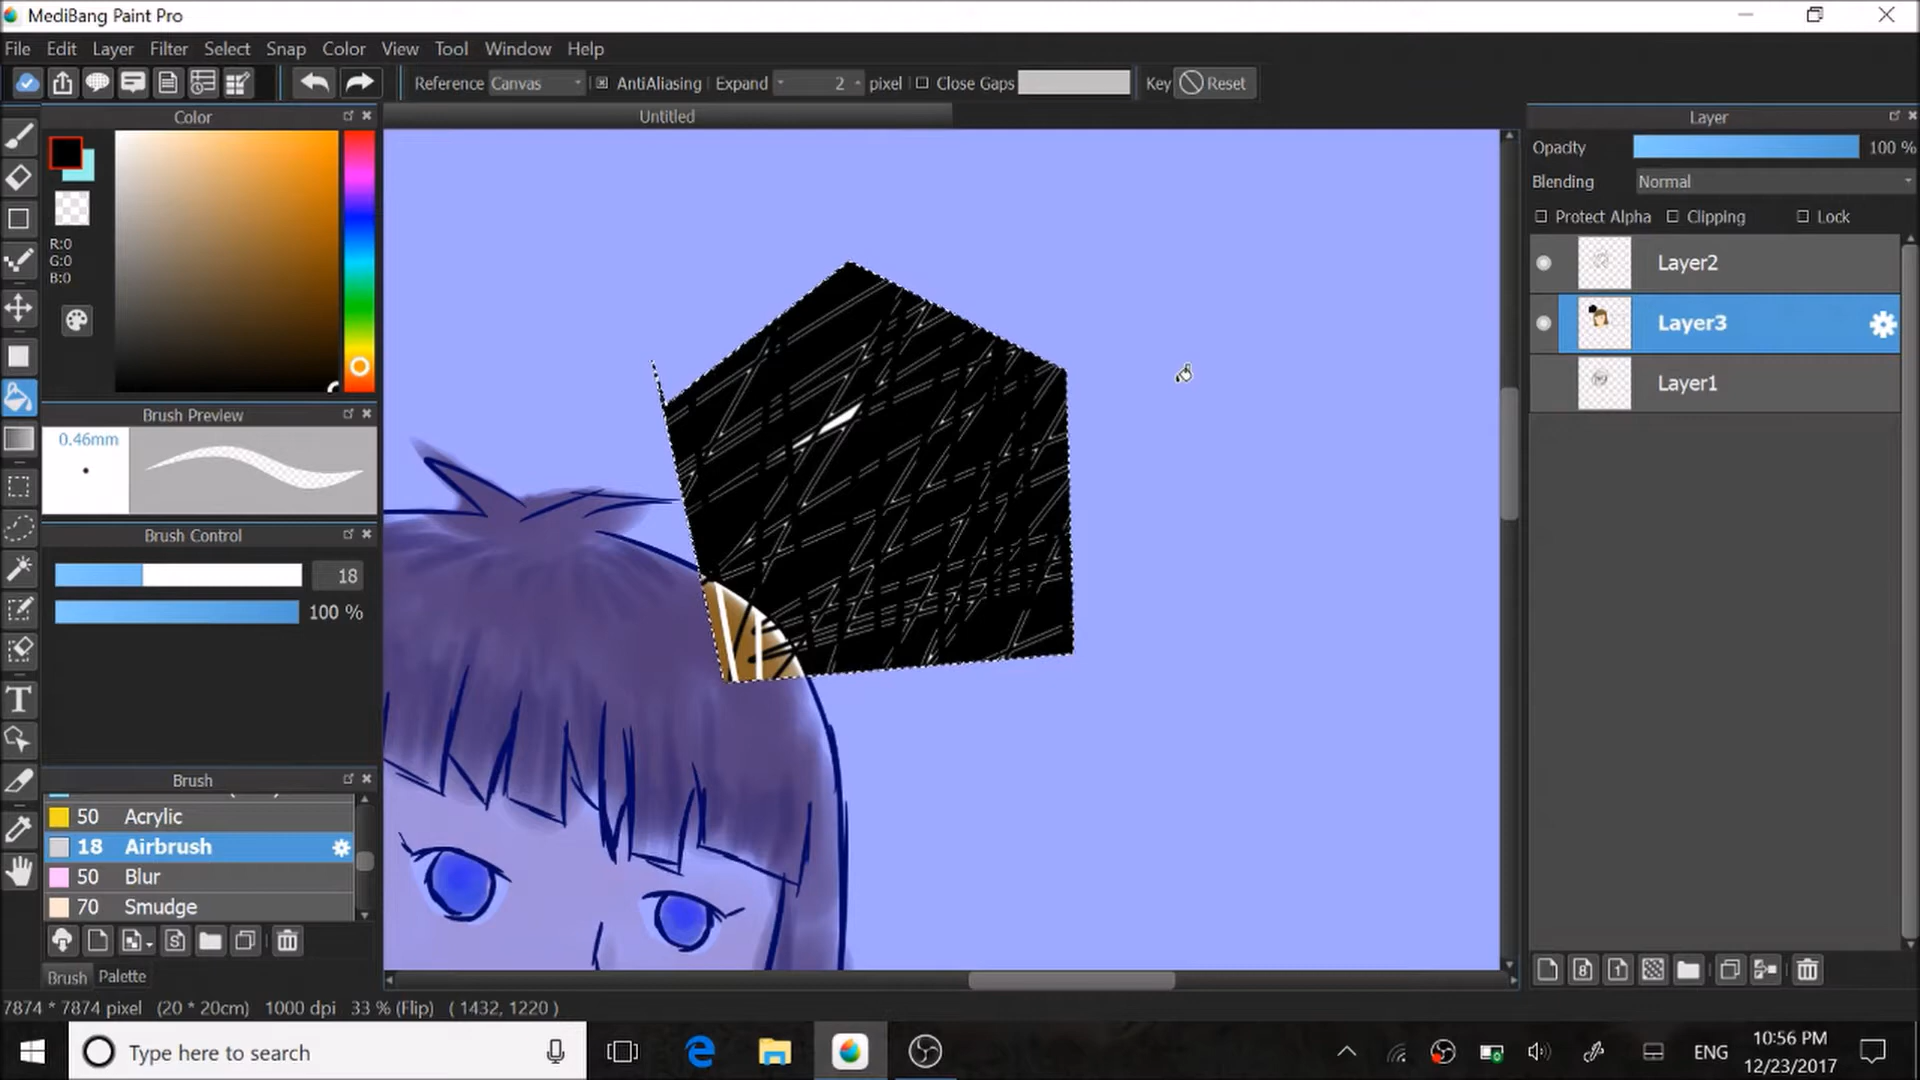 MediBang Paint Pro
File Edit Layer Filter Select Snap Color View Tool Window Help
Reference Canvas AntiAliasing Expand 2 pixel Close Gaps Key Reset
Color
Untitled
Layer
R:0
G:0
B:0
Brush Preview
0.46mm
Brush Control
18
100 %
Brush
50 Acrylic
18 Airbrush
50 Blur
70 Smudge
Brush Palette
Opacity 100 %
Blending Normal
Protect Alpha Clipping Lock
Layer2
Layer3
Layer1
8
1
S
T
7874 * 7874 pixel (20 * 20cm) 1000 dpi 33 % (Flip) ( 1432, 1220 )
Type here to search
ENG
10:56 PM
12/23/2017